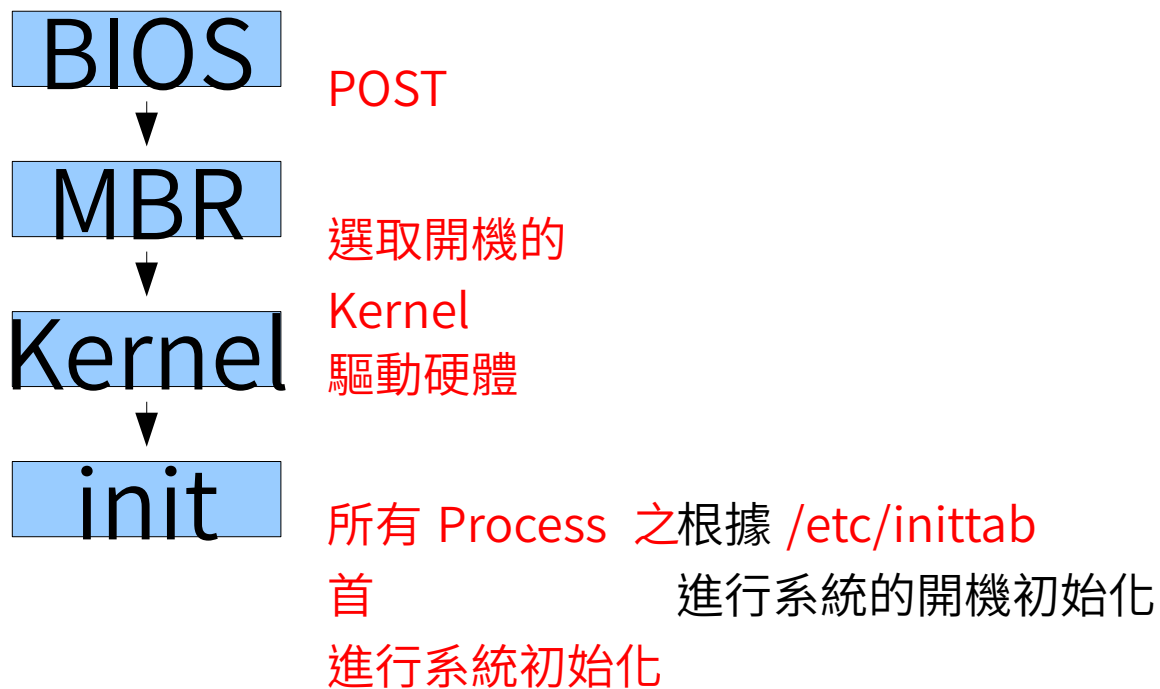 BIOS
POST
MBR
選取開機的
Kernel
Kernel
驅動硬體
init
所有 Process 之
首
進行系統初始化
根據 /etc/inittab
進行系統的開機初始化